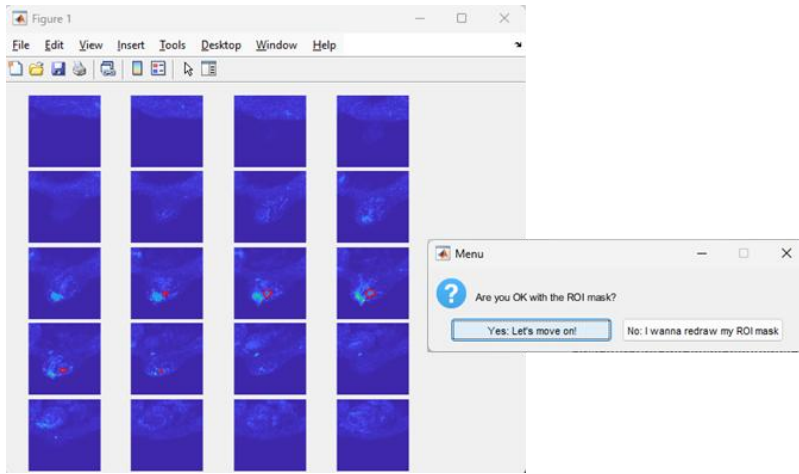 Figure 1
File Edit View Insert Tools Desktop Window Help
Menu
Are you OK with the ROI mask?
Yes: Let's move on!
No: I wanna redraw my ROI mask